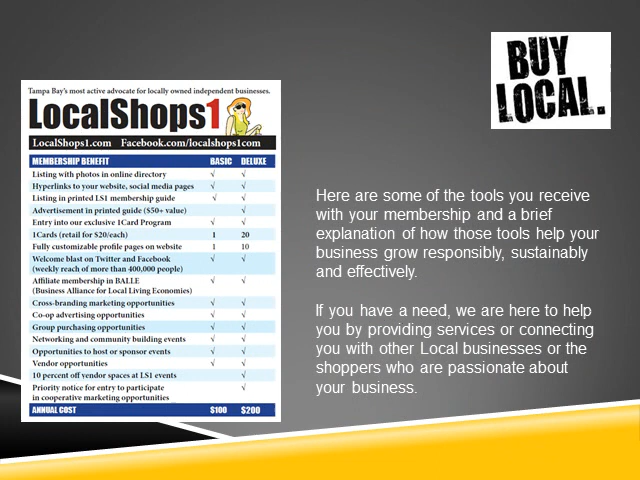 BUY
LOCAL.
Tampa Bay's most active advocate for locally owned independent businesses.
LocalShops1
LocalShops1.com Facebook.com/localshops1com
MEMBERSHIP BENEFIT BASIC DELUXE
Listing with photos in online directory √ √
Hyperlinks to your website, social media pages √ √
Listing in printed LS1 membership guide √ √
Advertisement in printed guide ($50+ value) √
Entry into our exclusive 1Card Program √ √
1Cards (retail for $20/each) 1 20
Fully customizable profile pages on website 1 10
Welcome blast on Twitter and Facebook √ √
(weekly reach of more than 400,000 people)
Affiliate membership in BALLE √ √
(Business Alliance for Local Living Economies)
Cross-branding marketing opportunities √ √
Co-op advertising opportunities √ √
Group purchasing opportunities √ √
Networking and community building events √ √
Opportunities to host or sponsor events √ √
Vendor opportunities √ √
10 percent off vendor spaces at LS1 events √
Priority notice for entry to participate √
in cooperative marketing opportunities
ANNUAL COST $100 $200
Here are some of the tools you receive
with your membership and a brief
explanation of how those tools help your
business grow responsibly, sustainably
and effectively.
If you have a need, we are here to help
you by providing services or connecting
you with other Local businesses or the
shoppers who are passionate about
your business.